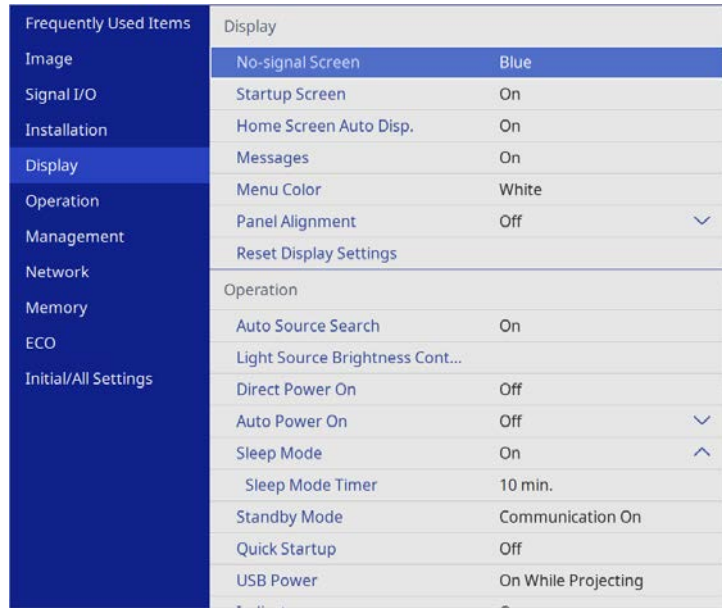 Frequently Used Items
Image
Signal I/O
Installation
Display
Operation
Management
Network
Memory
ECO
Initial/All Settings
Display
No-signal Screen Blue
Startup Screen On
Home Screen Auto Disp. On
Messages On
Menu Color White
Panel Alignment Off
Reset Display Settings
Operation
Auto Source Search On
Light Source Brightness Cont...
Direct Power On Off
Auto Power On Off
Sleep Mode On
Sleep Mode Timer 10 min.
Standby Mode Communication On
Quick Startup Off
USB Power On While Projecting